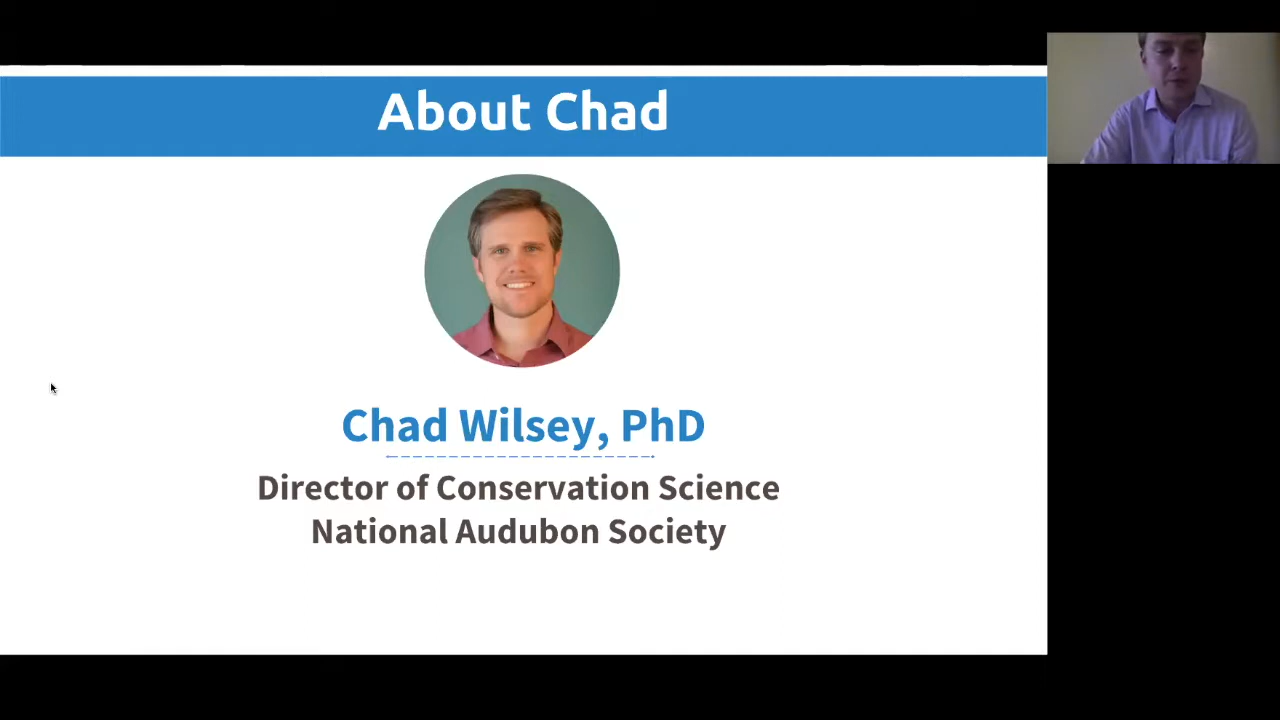 About Chad
Chad Wilsey, PhD
Director of Conservation Science
National Audubon Society